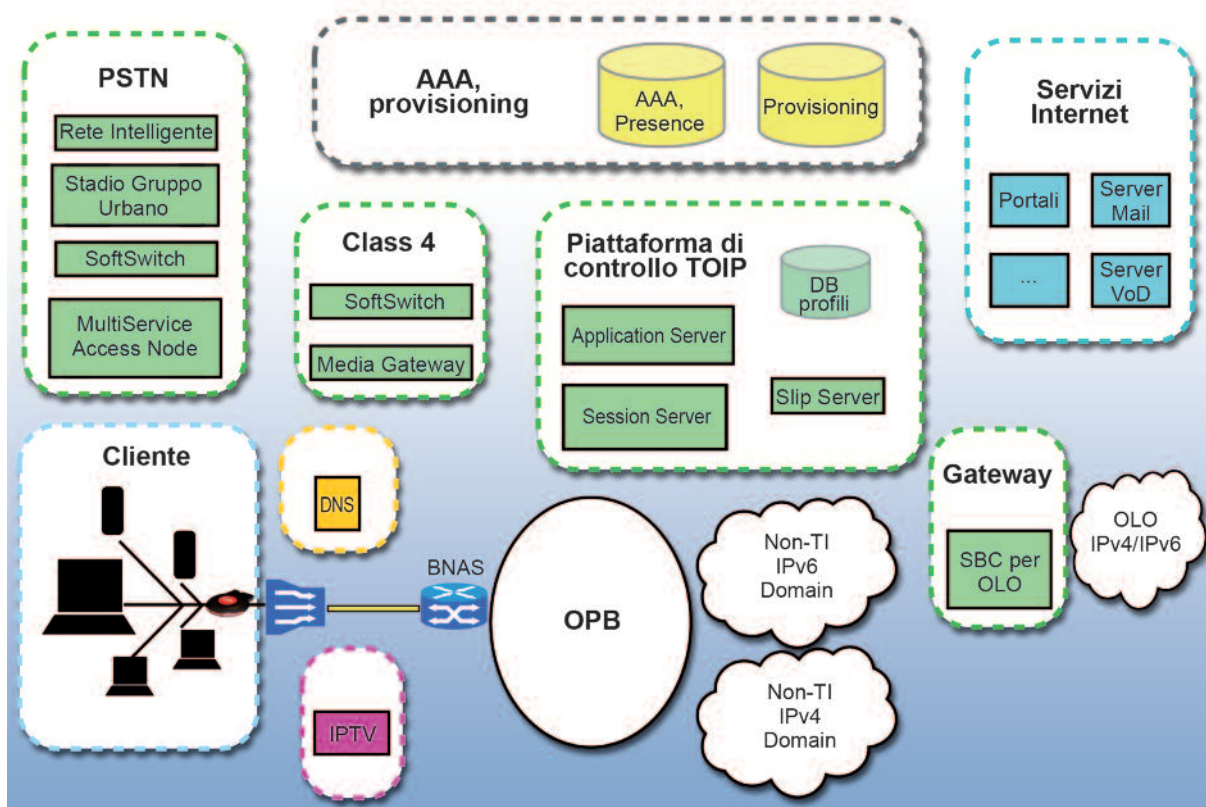 PSTN
Rete Intelligente
Stadio Gruppo
Urbano
SoftSwitch
MultiService
Access Node
AAA,
provisioning
AAA,
Presence
Provisioning
Servizi
Internet
Portali
Server
Mail
...
Server
VoD
Class 4
SoftSwitch
Media Gateway
Piattaforma di
controllo TOIP
DB
profili
Application Server
Session Server
Slip Server
Cliente
DNS
BNAS
IPTV
OPB
Non-TI
IPv6
Domain
Non-TI
IPv4
Domain
Gateway
SBC per
OLO
OLO
IPv4/IPv6